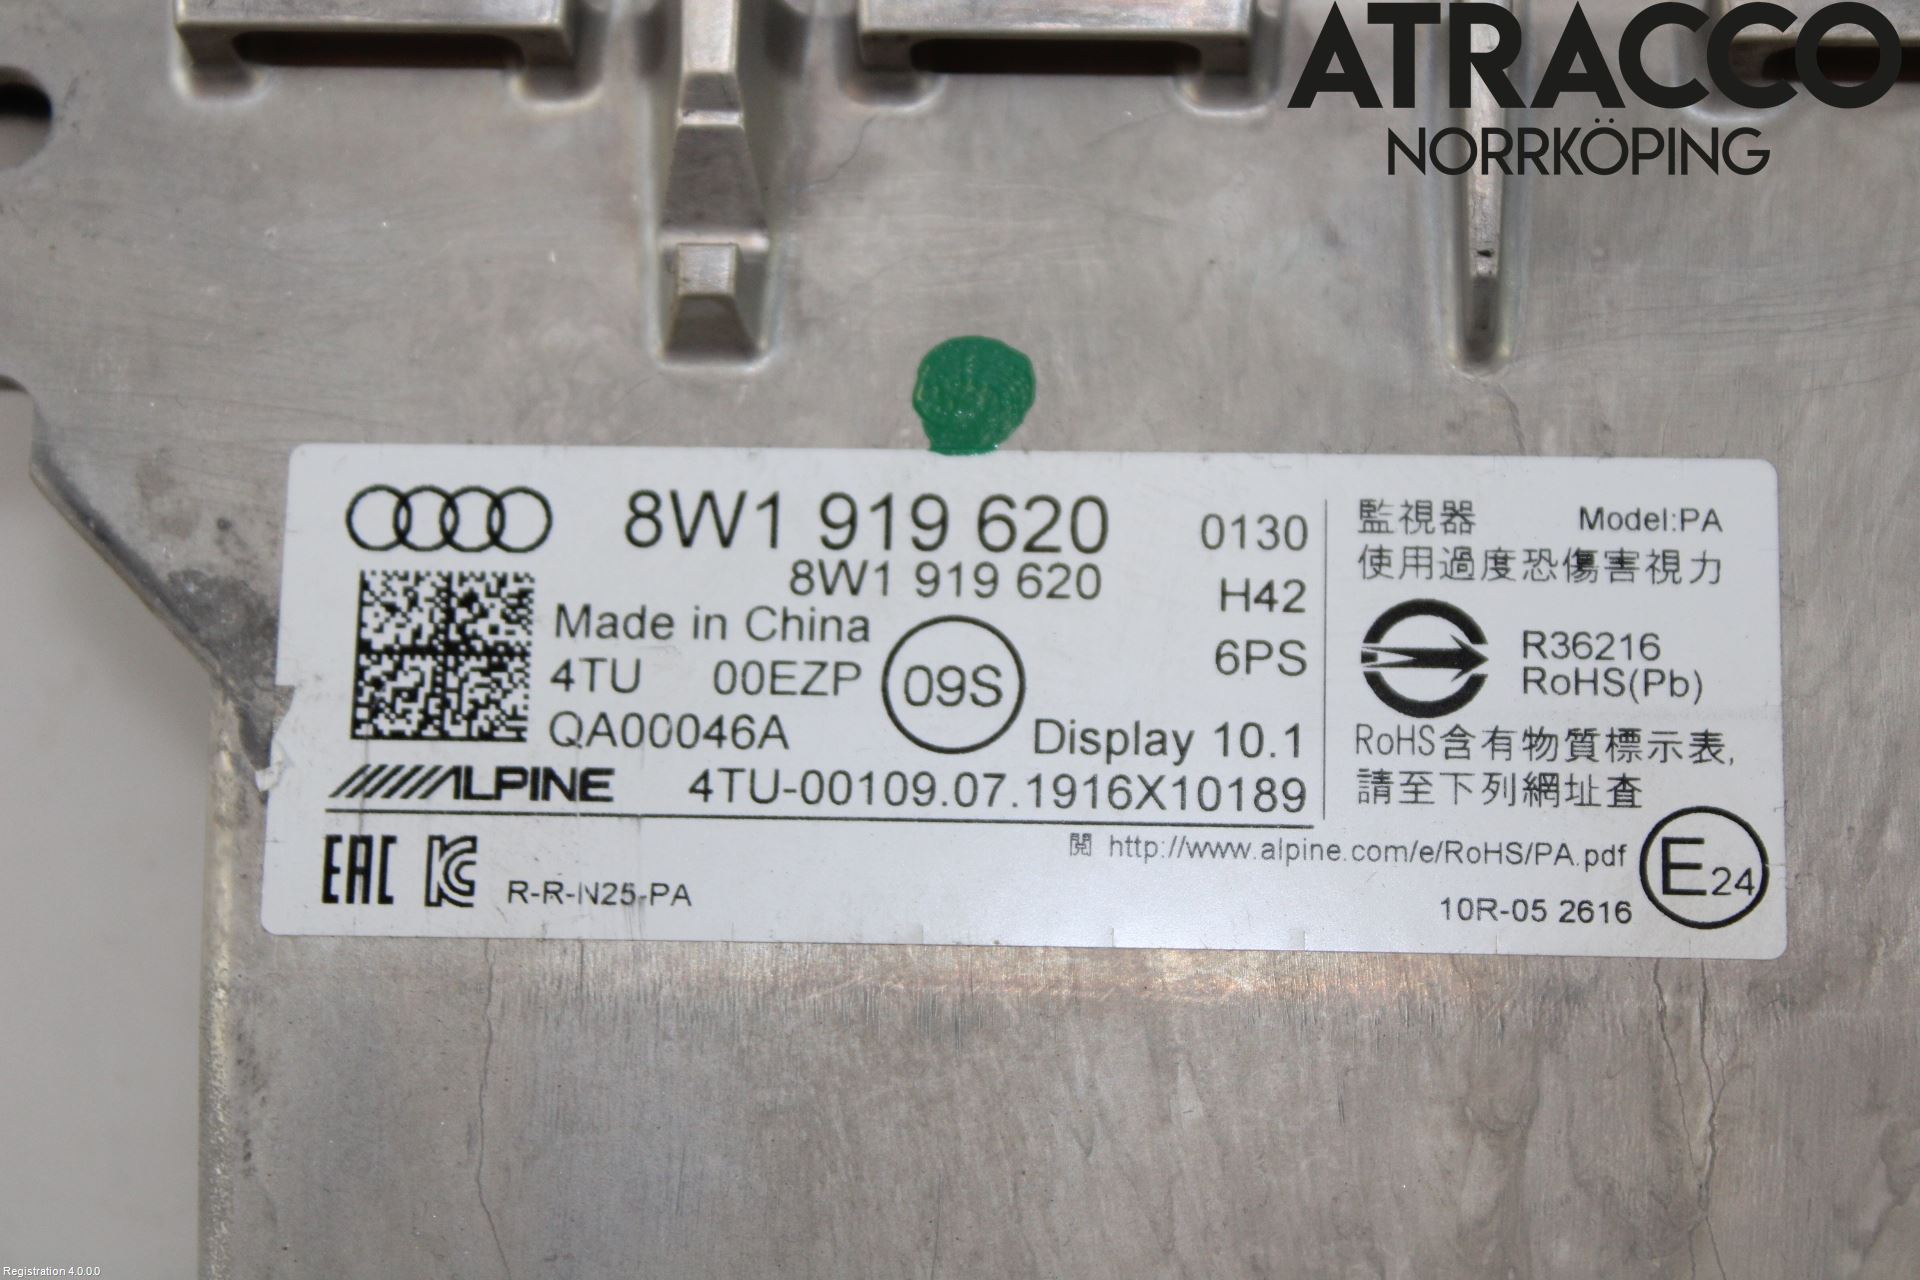 ATRACCO
NORRKÖPING
8W1 919 620
0130
8W1 919 620
H42
Made in China
6PS
4TU 00EZP
09S
QA00046A
Display 10.1
ALPINE
4TU-00109.07.1916X10189
監視器 Model:PA
使用過度恐傷害視力
R36216
RoHS(Pb)
RoHS含有物質標示表,
請至下列網址查
閱 http://www.alpine.com/e/RoHS/PA.pdf
EAC
KC
R-R-N25-PA
10R-05 2616
E24
Registration 4.0.0.0